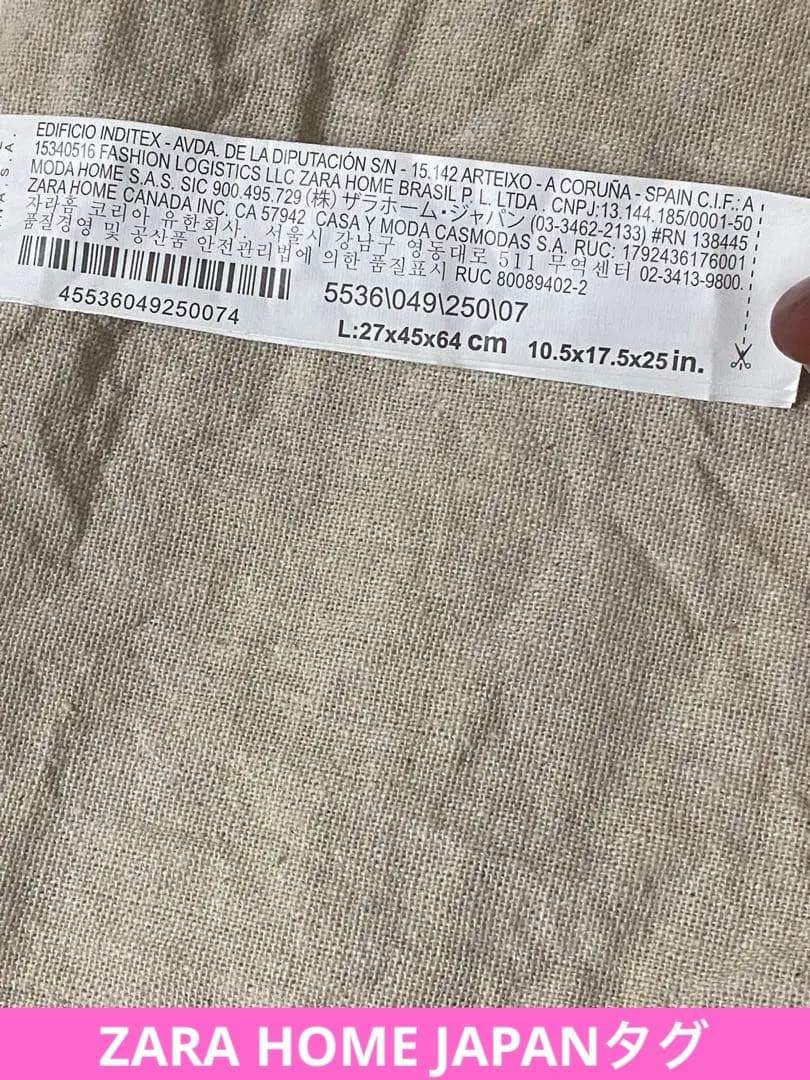 EDIFICIO INDITEX - AVDA. DE LA DIPUTACIÓN S/N - 15.142 ARTEIXO - A CORUÑA - SPAIN C.I.F.: A
15340516 FASHION LOGISTICS LLC ZARA HOME BRASIL P. L. LTDA . CNPJ:13.144.185/0001-50
MODA HOME S.A.S. SIC 900.495.729 (株) ザラホーム・ジャパン (03-3462-2133) #RN 138445
ZARA HOME CANADA INC. CA 57942 CASA Y MODA CASMODAS S.A. RUC: 1792436176001
자라홈 코리아 유한회사. 서울시 강남구 영동대로 511 무역센터 02-3413-9800.
품질경영 및 공산품 안전관리법에 의한 품질표시 RUC 80089402-2
45536049250074
5536\049\250\07
L:27x45x64 cm 10.5x17.5x25 in.
ZARA HOME JAPANタグ